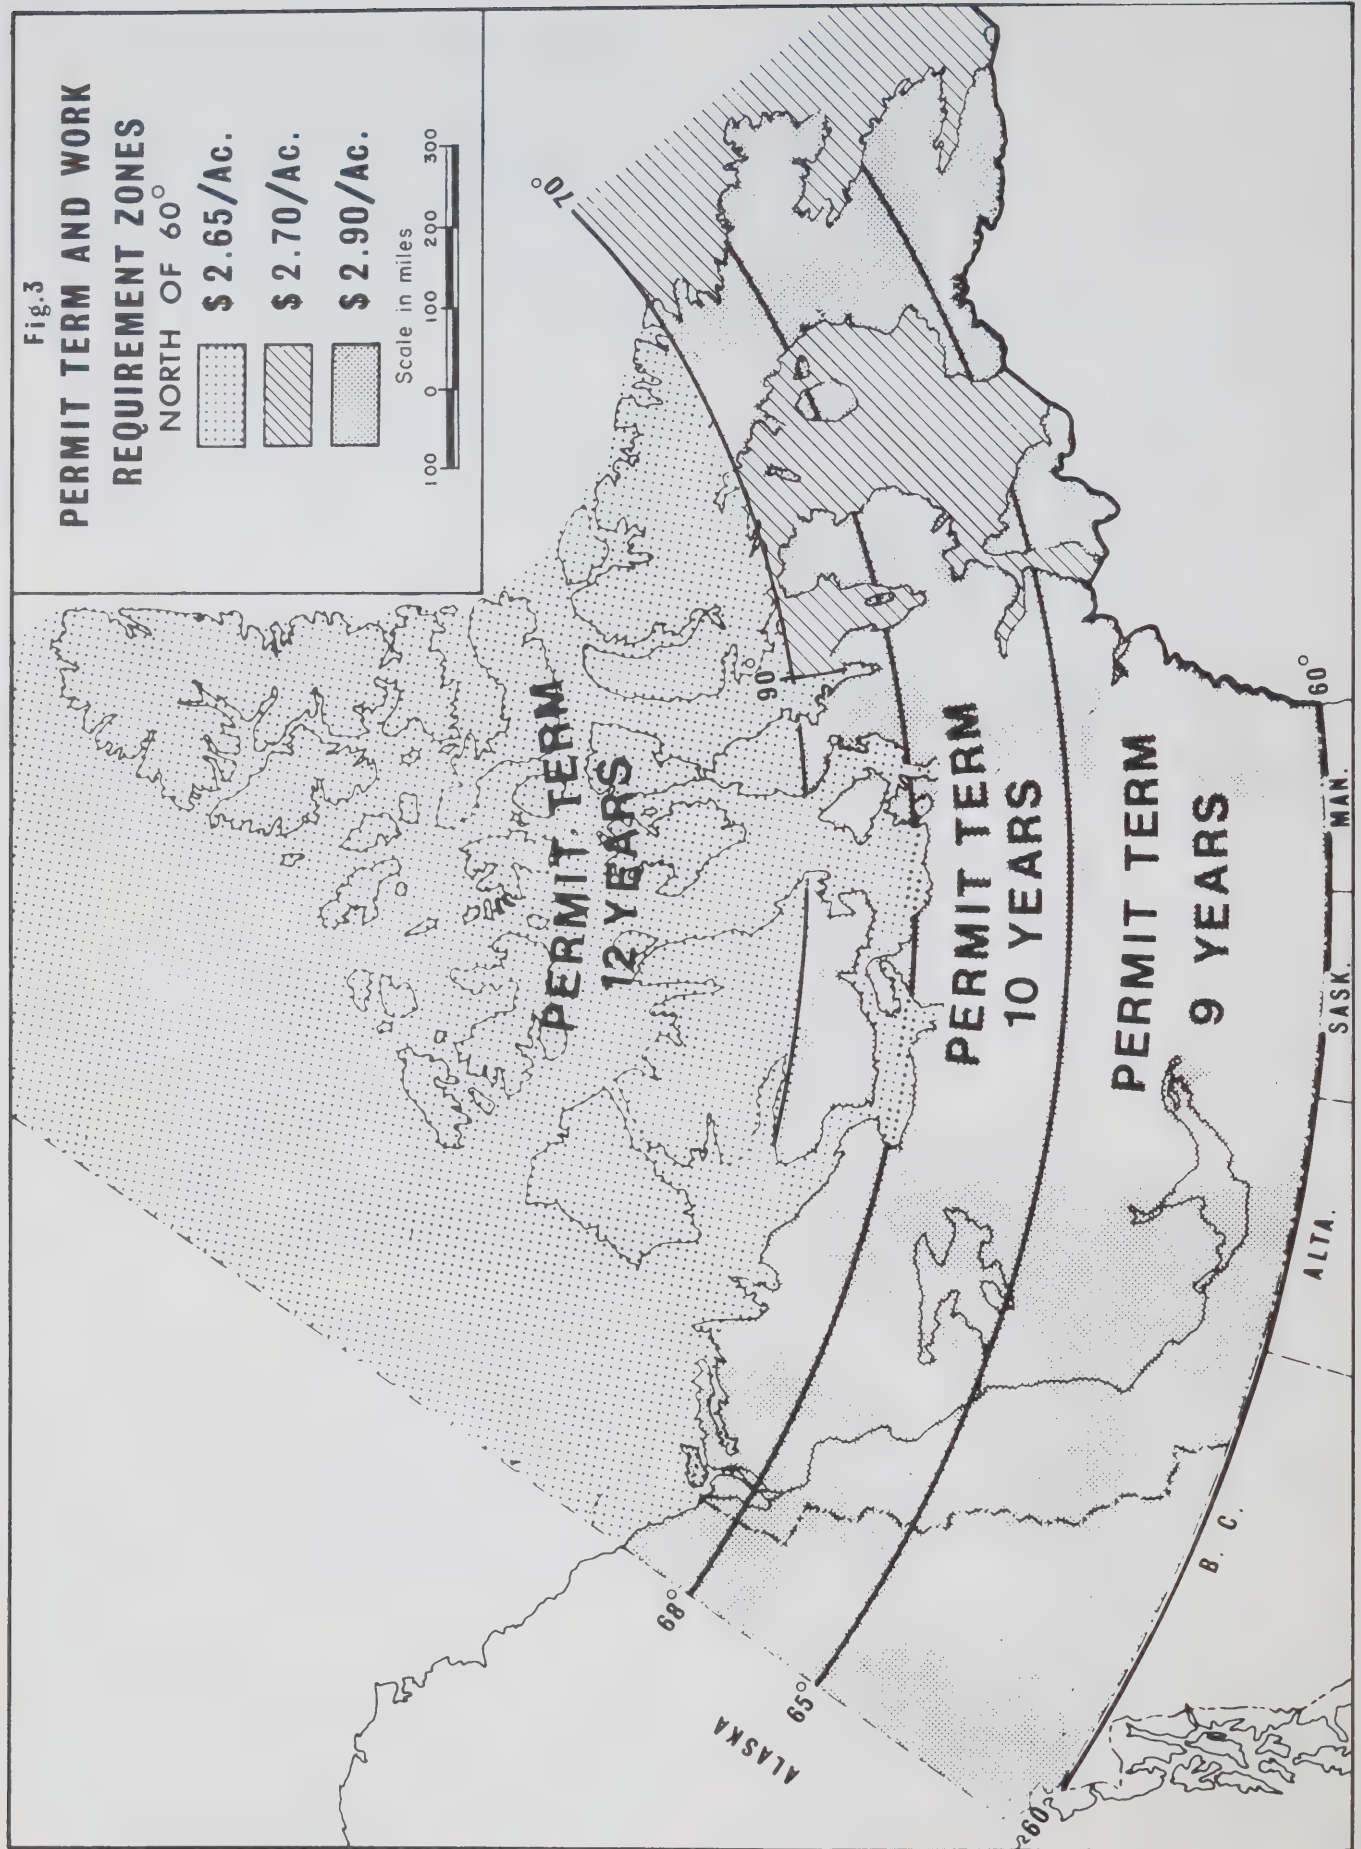 Fig.3
PERMIT TERM AND WORK
REQUIREMENT ZONES
NORTH OF 60°
$ 2.65/Ac.
$ 2.70/Ac.
$ 2.90/Ac.
Scale in miles
100 0 100 200 300
70°
90°
PERMIT TERM
12 YEARS
68°
65°
ALASKA
PERMIT TERM
10 YEARS
PERMIT TERM
9 YEARS
60°
60°
B. C.
ALTA.
SASK.
MAN.